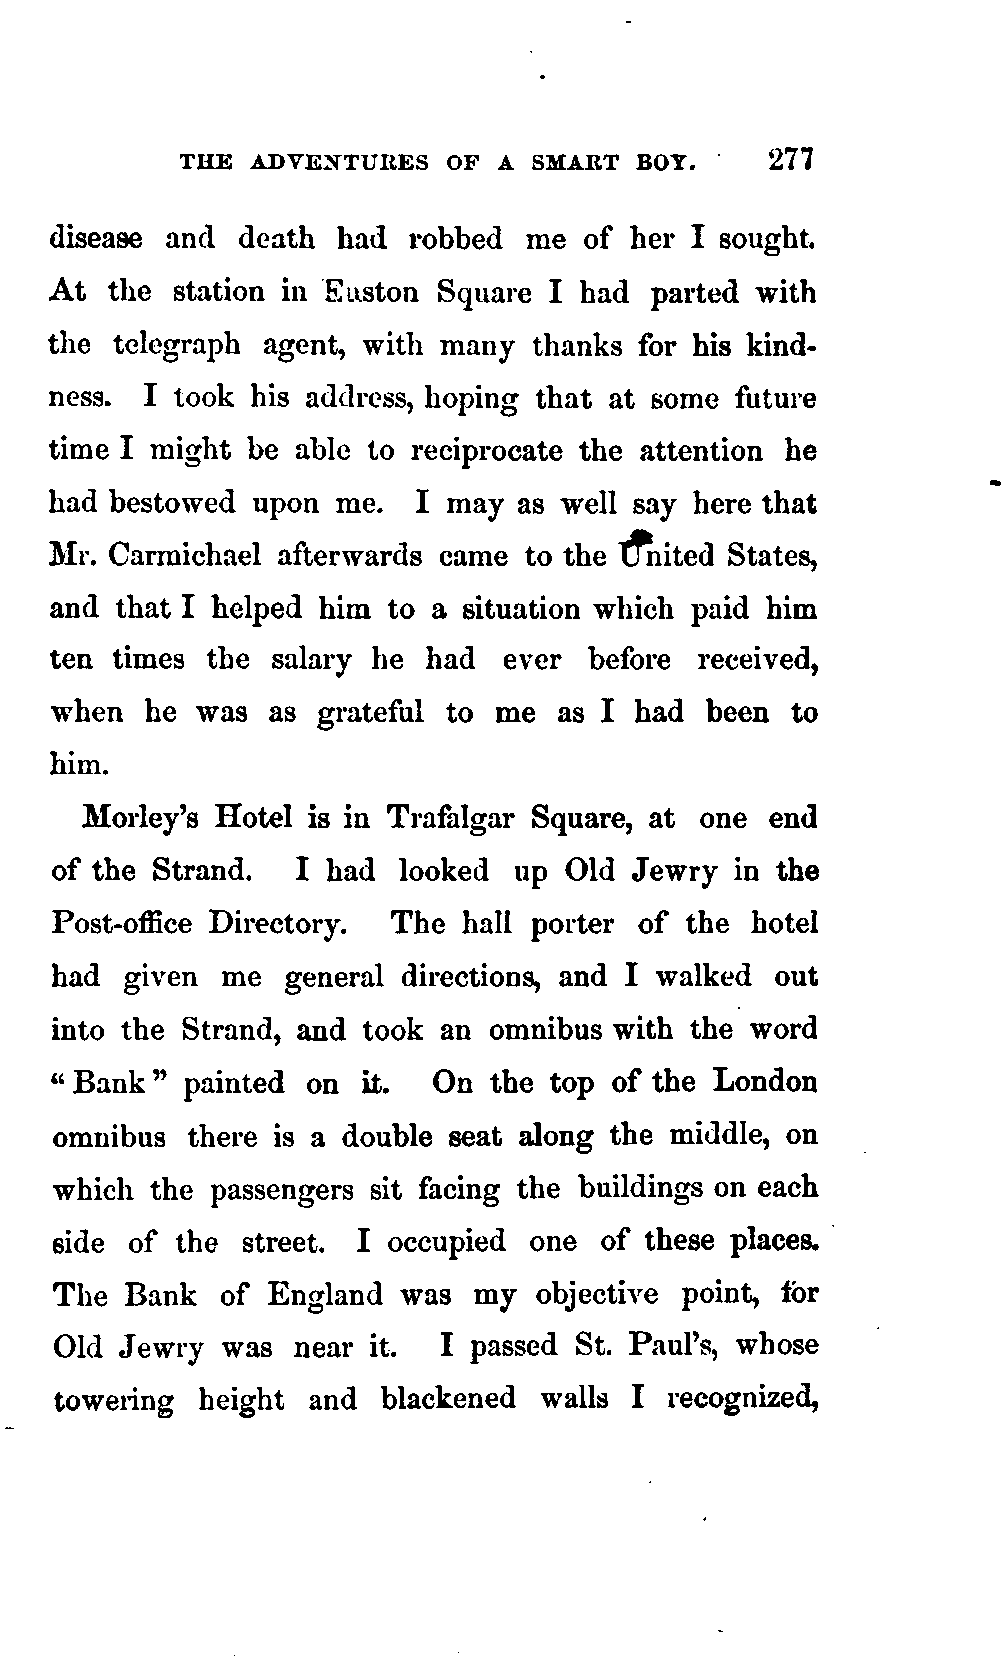 THE ADVENTURES OF A SMART BOY. 277
disease and death had robbed me of her I sought.
At the station in Euston Square I had parted with
the telegraph agent, with many thanks for his kind-
ness. I took his address, hoping that at some future
time I might be able to reciprocate the attention he
had bestowed upon me. I may as well say here that
Mr. Carmichael afterwards came to the United States,
and that I helped him to a situation which paid him
ten times the salary he had ever before received,
when he was as grateful to me as I had been to
him.
Morley's Hotel is in Trafalgar Square, at one end
of the Strand. I had looked up Old Jewry in the
Post-office Directory. The hall porter of the hotel
had given me general directions, and I walked out
into the Strand, and took an omnibus with the word
"Bank" painted on it. On the top of the London
omnibus there is a double seat along the middle, on
which the passengers sit facing the buildings on each
side of the street. I occupied one of these places.
The Bank of England was my objective point, for
Old Jewry was near it. I passed St. Paul's, whose
towering height and blackened walls I recognized,